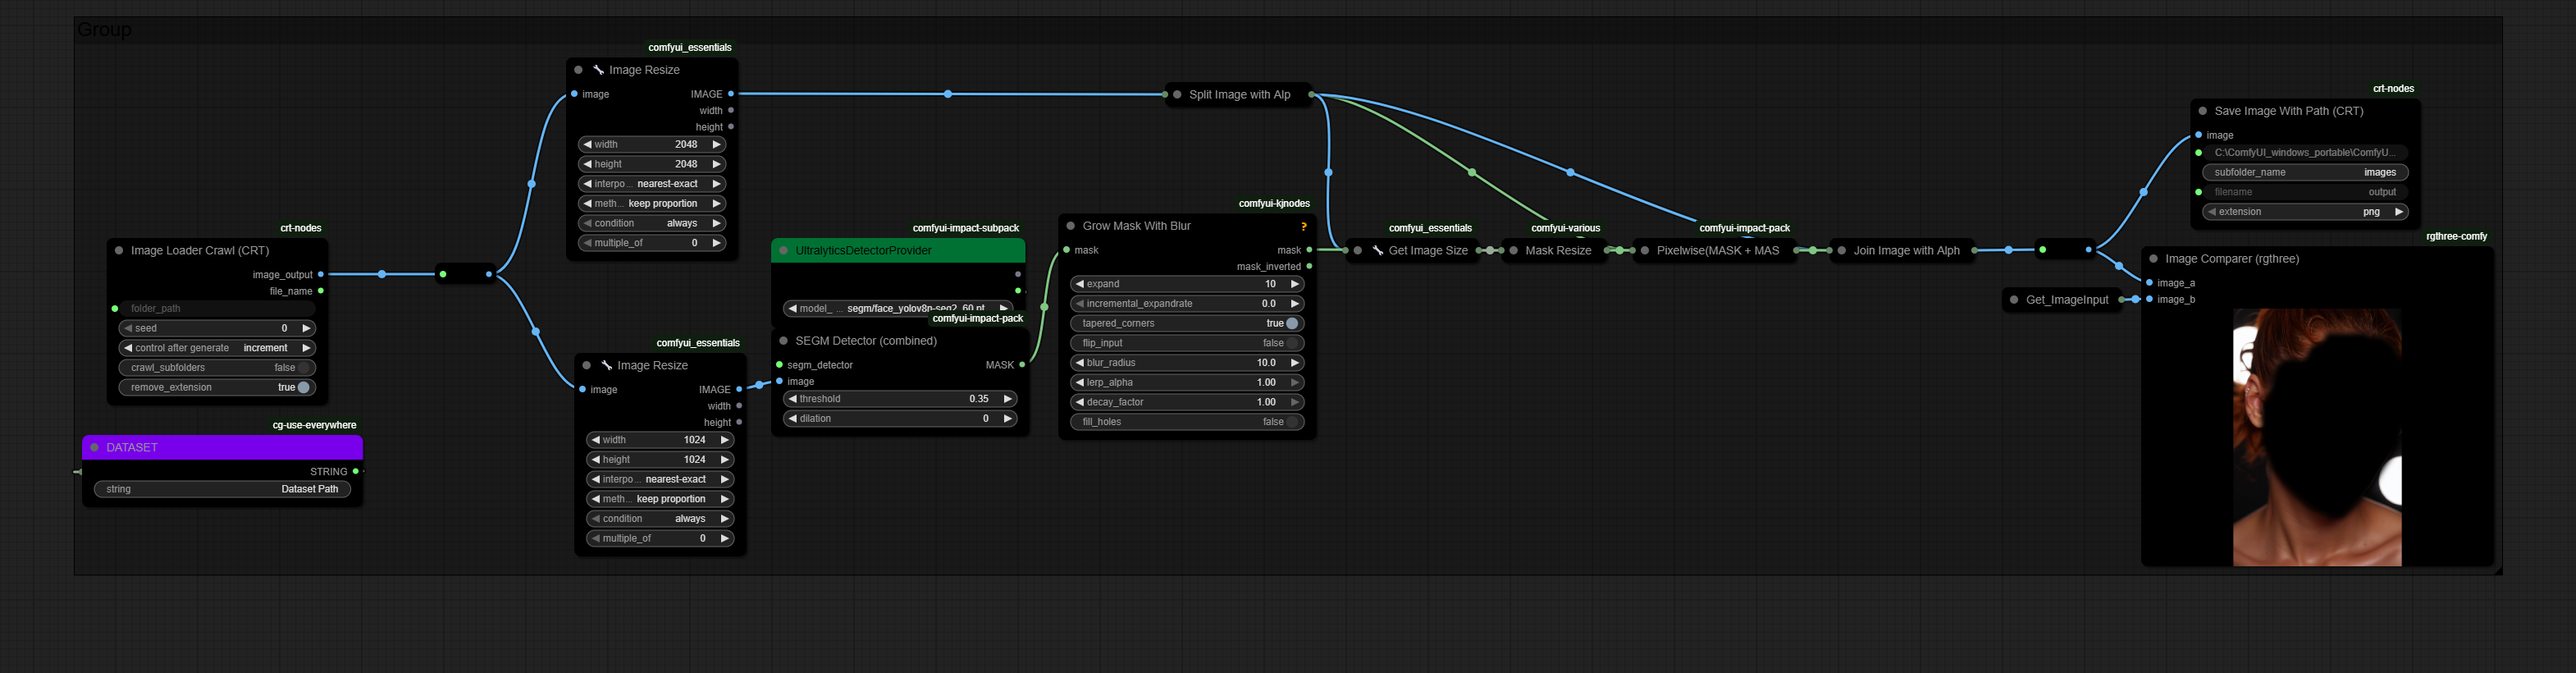 Group
crt-nodes
Image Loader Crawl (CRT)
image_output
file_name
folder_path
seed 0
control after generate increment
crawl_subfolders false
remove_extension true
cg-use-everywhere
DATASET
STRING
string Dataset Path
comfyui_essentials
Image Resize
image IMAGE
width
height
width 2048
height 2048
interpo... nearest-exact
meth... keep proportion
condition always
multiple_of 0
comfyui_essentials
Image Resize
image IMAGE
width
height
width 1024
height 1024
interpo... nearest-exact
meth... keep proportion
condition always
multiple_of 0
comfyui-impact-subpack
UltralyticsDetectorProvider
model_ ... segm/face_yolov8n-seg2_60.pt
comfyui-impact-pack
SEGM Detector (combined)
segm_detector MASK
image
threshold 0.35
dilation 0
comfyui-kjnodes
Grow Mask With Blur ?
mask mask
mask_inverted
expand 10
incremental_expandrate 0.0
tapered_corners true
flip_input false
blur_radius 10.0
lerp_alpha 1.00
decay_factor 1.00
fill_holes false
Split Image with Alp
comfyui_essentials
Get Image Size
comfyui-various
Mask Resize
comfyui-impact-pack
Pixelwise(MASK + MAS
Join Image with Alph
crt-nodes
Save Image With Path (CRT)
image
C:\ComfyUI_windows_portable\ComfyU...
subfolder_name images
filename output
extension png
rgthree-comfy
Image Comparer (rgthree)
image_a
image_b
Get_ImageInput